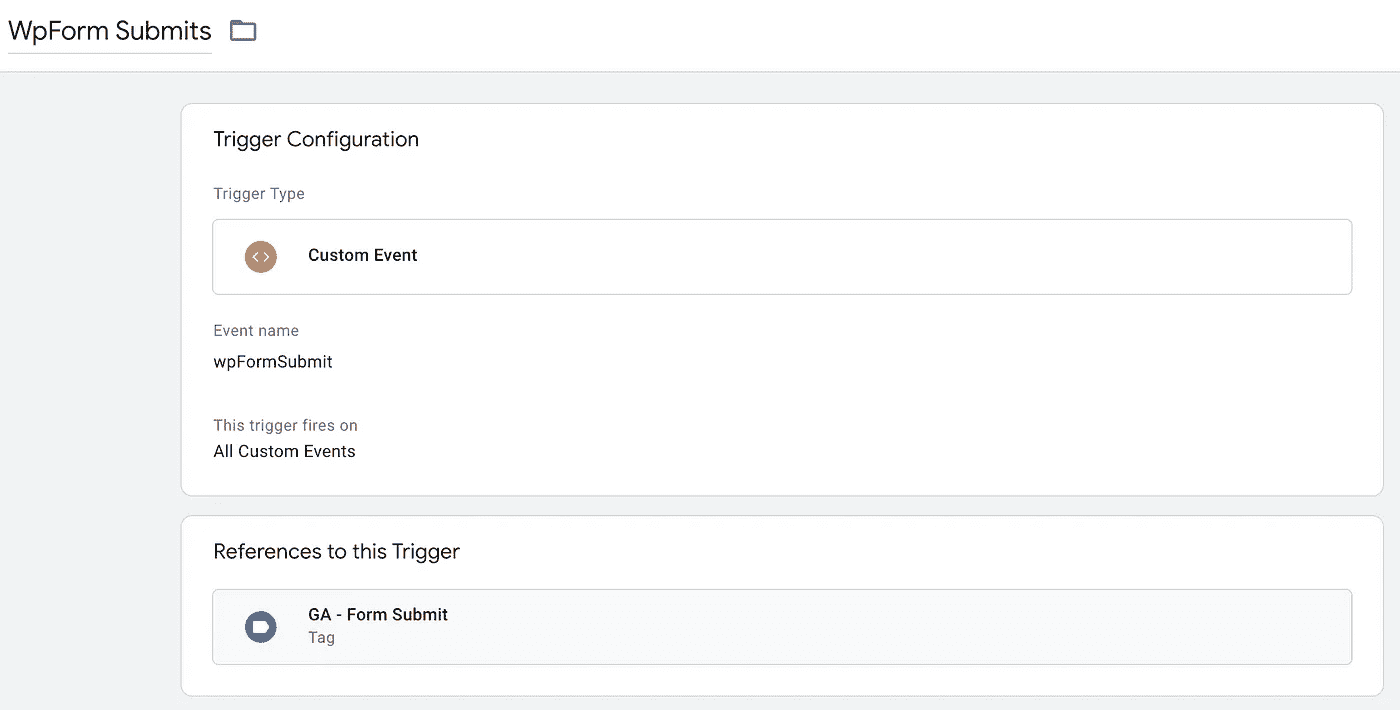 WpForm Submits
Trigger Configuration
Trigger Type
Custom Event
Event name
wpFormSubmit
This trigger fires on
All Custom Events
References to this Trigger
GA - Form Submit
Tag